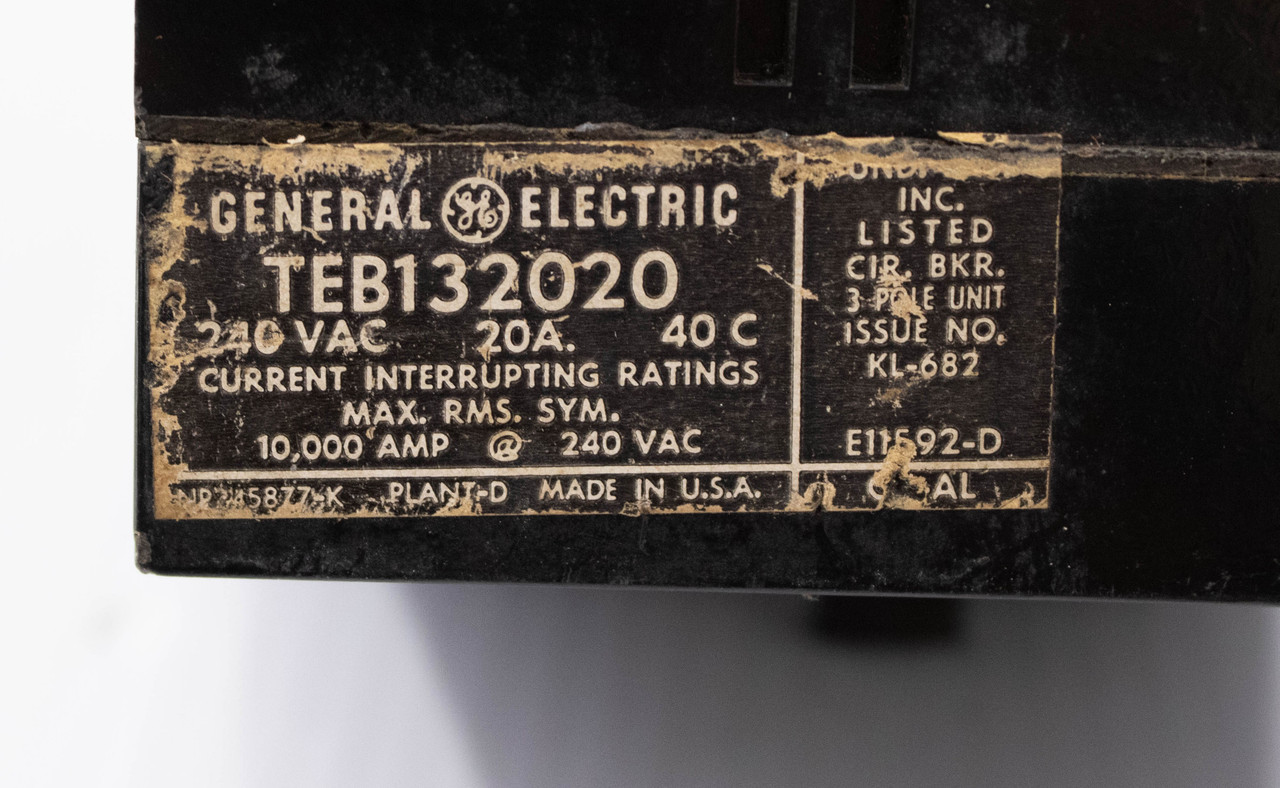 GENERAL GE ELECTRIC
TEB132020
240 VAC 20A. 40 C
CURRENT INTERRUPTING RATINGS
MAX. RMS. SYM.
10,000 AMP @ 240 VAC
PLANT-D MADE IN U.S.A.
INC.
LISTED
CIR. BKR.
3 POLE UNIT
ISSUE NO.
KL-682
E11592-D